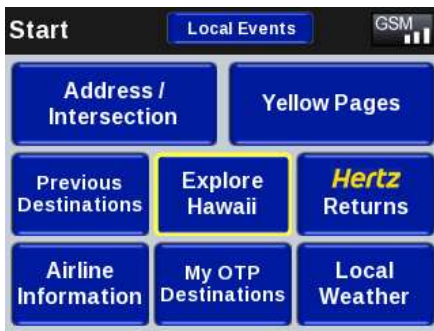 Start
Local Events
GSM
Address /
Intersection
Yellow Pages
Previous
Destinations
Explore
Hawaii
Hertz
Returns
Airline
Information
My OTP
Destinations
Local
Weather